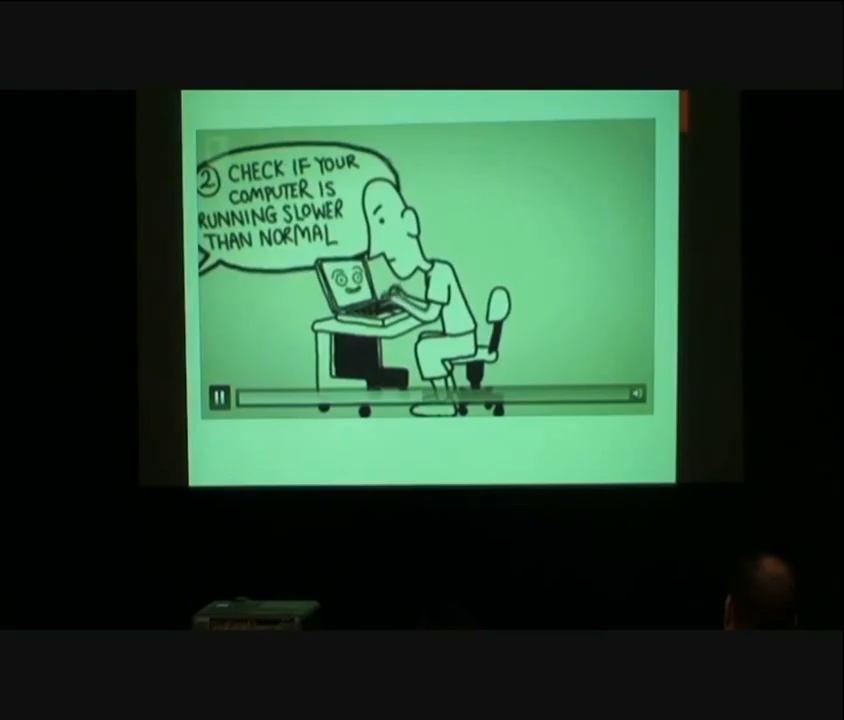 2 CHECK IF YOUR
COMPUTER IS
RUNNING SLOWER
THAN NORMAL